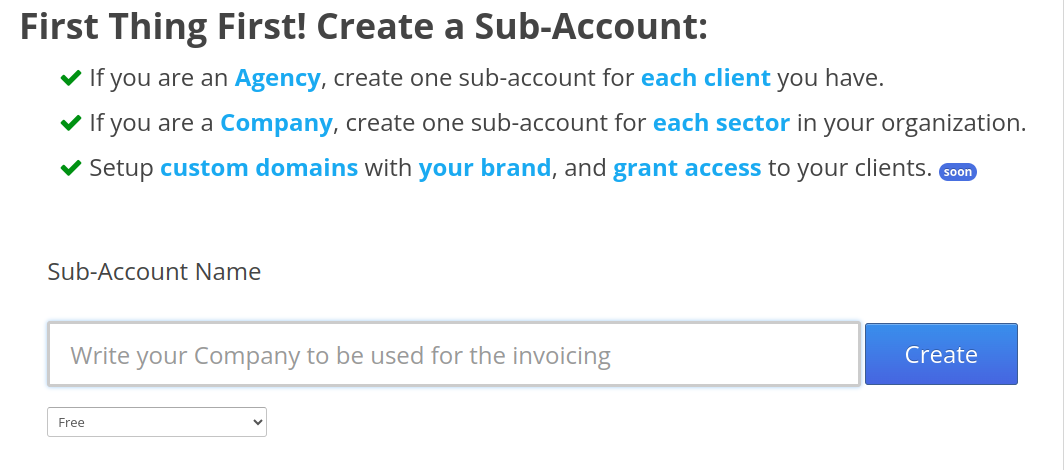 First Thing First! Create a Sub-Account:
If you are an Agency, create one sub-account for each client you have.
If you are a Company, create one sub-account for each sector in your organization.
Setup custom domains with your brand, and grant access to your clients. soon
Sub-Account Name
Write your Company to be used for the invoicing
Create
Free